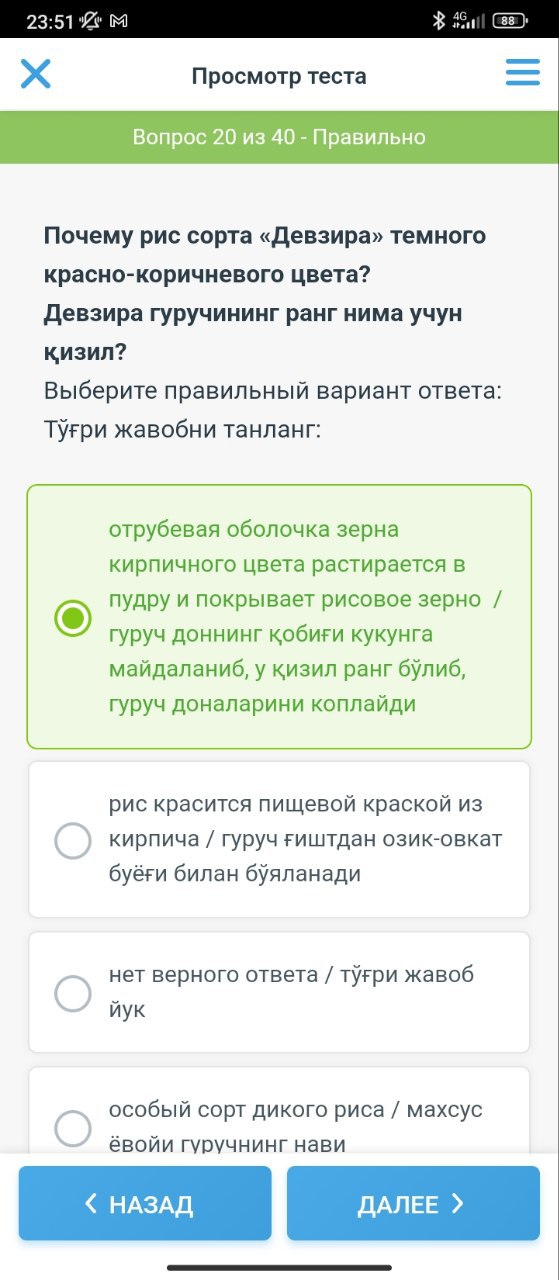 23:51
4G
88
Просмотр теста
Вопрос 20 из 40 - Правильно
Почему рис сорта «Девзира» темного
красно-коричневого цвета?
Девзира гуручининг ранг нима учун
қизил?
Выберите правильный вариант ответа:
Тўғри жавобни танланг:
отрубевая оболочка зерна
кирпичного цвета растирается в
пудру и покрывает рисовое зерно /
гуруч доннинг қобиғи кукунга
майдаланиб, у қизил ранг бўлиб,
гуруч доналарини коплайди
рис красится пищевой краской из
кирпича / гуруч ғиштдан озик-овкат
буёғи билан бўяланади
нет верного ответа / тўғри жавоб
йук
особый сорт дикого риса / махсус
ёвойи гуручнинг нави
НАЗАД
ДАЛЕЕ